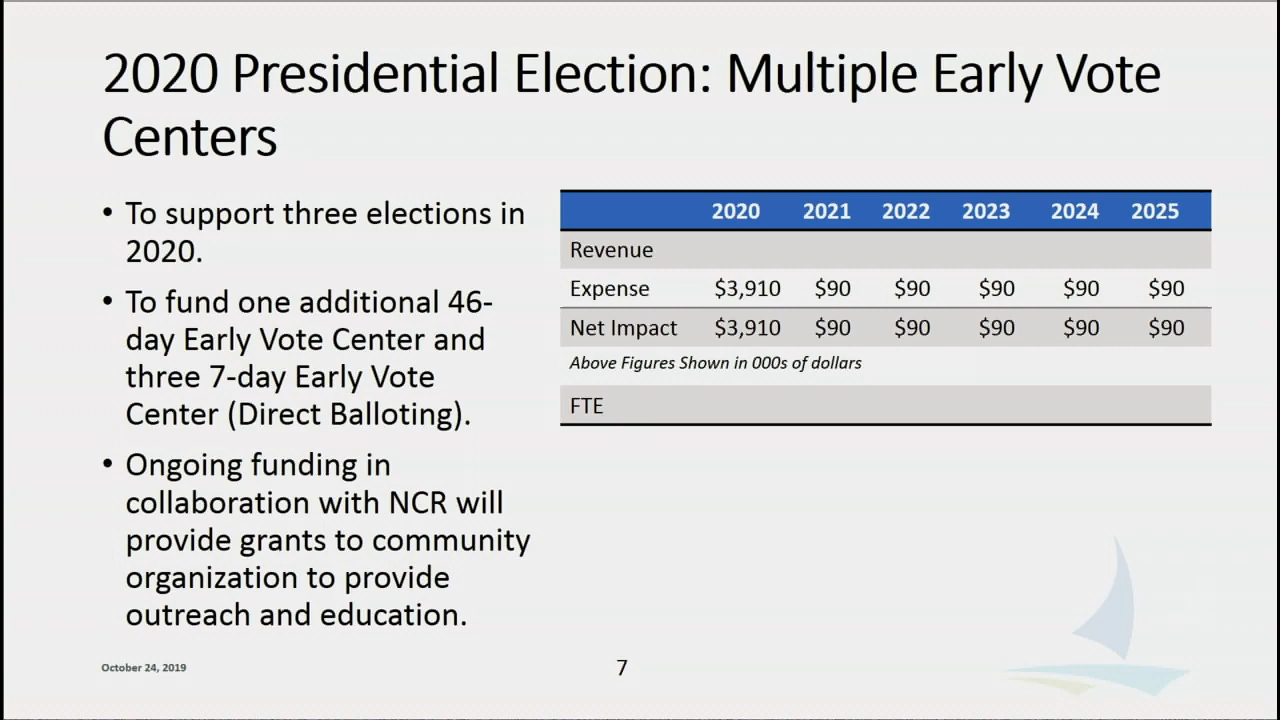 2020 Presidential Election: Multiple Early Vote
Centers
• To support three elections in
2020.
• To fund one additional 46-
day Early Vote Center and
three 7-day Early Vote
Center (Direct Balloting).
• Ongoing funding in
collaboration with NCR will
provide grants to community
organization to provide
outreach and education.
2020 2021 2022 2023 2024 2025
Revenue
Expense $3,910 $90 $90 $90 $90 $90
Net Impact $3,910 $90 $90 $90 $90 $90
Above Figures Shown in 000s of dollars
FTE
October 24, 2019
7